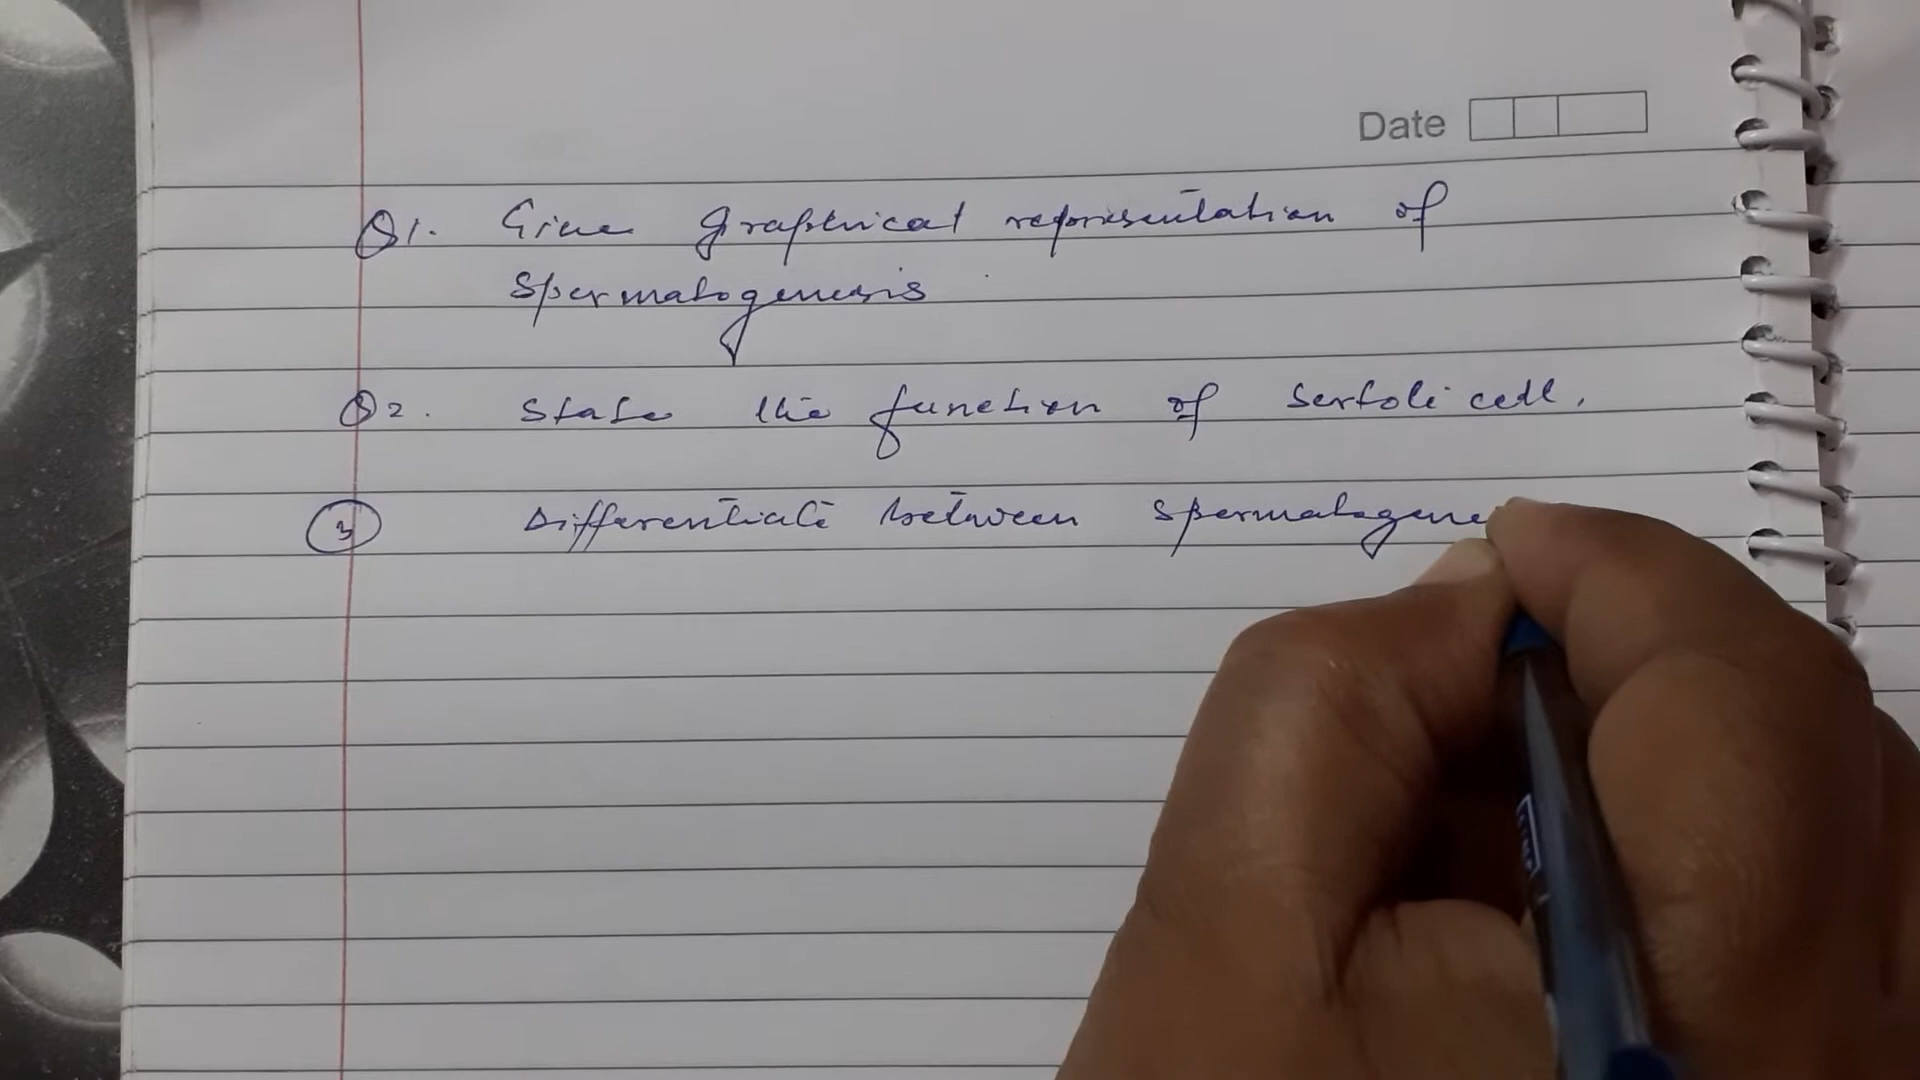 Date
Q1. Give graphical representation of
spermatogenesis
Q2. State the function of sertoli cell.
3 Differentiate between spermatogene